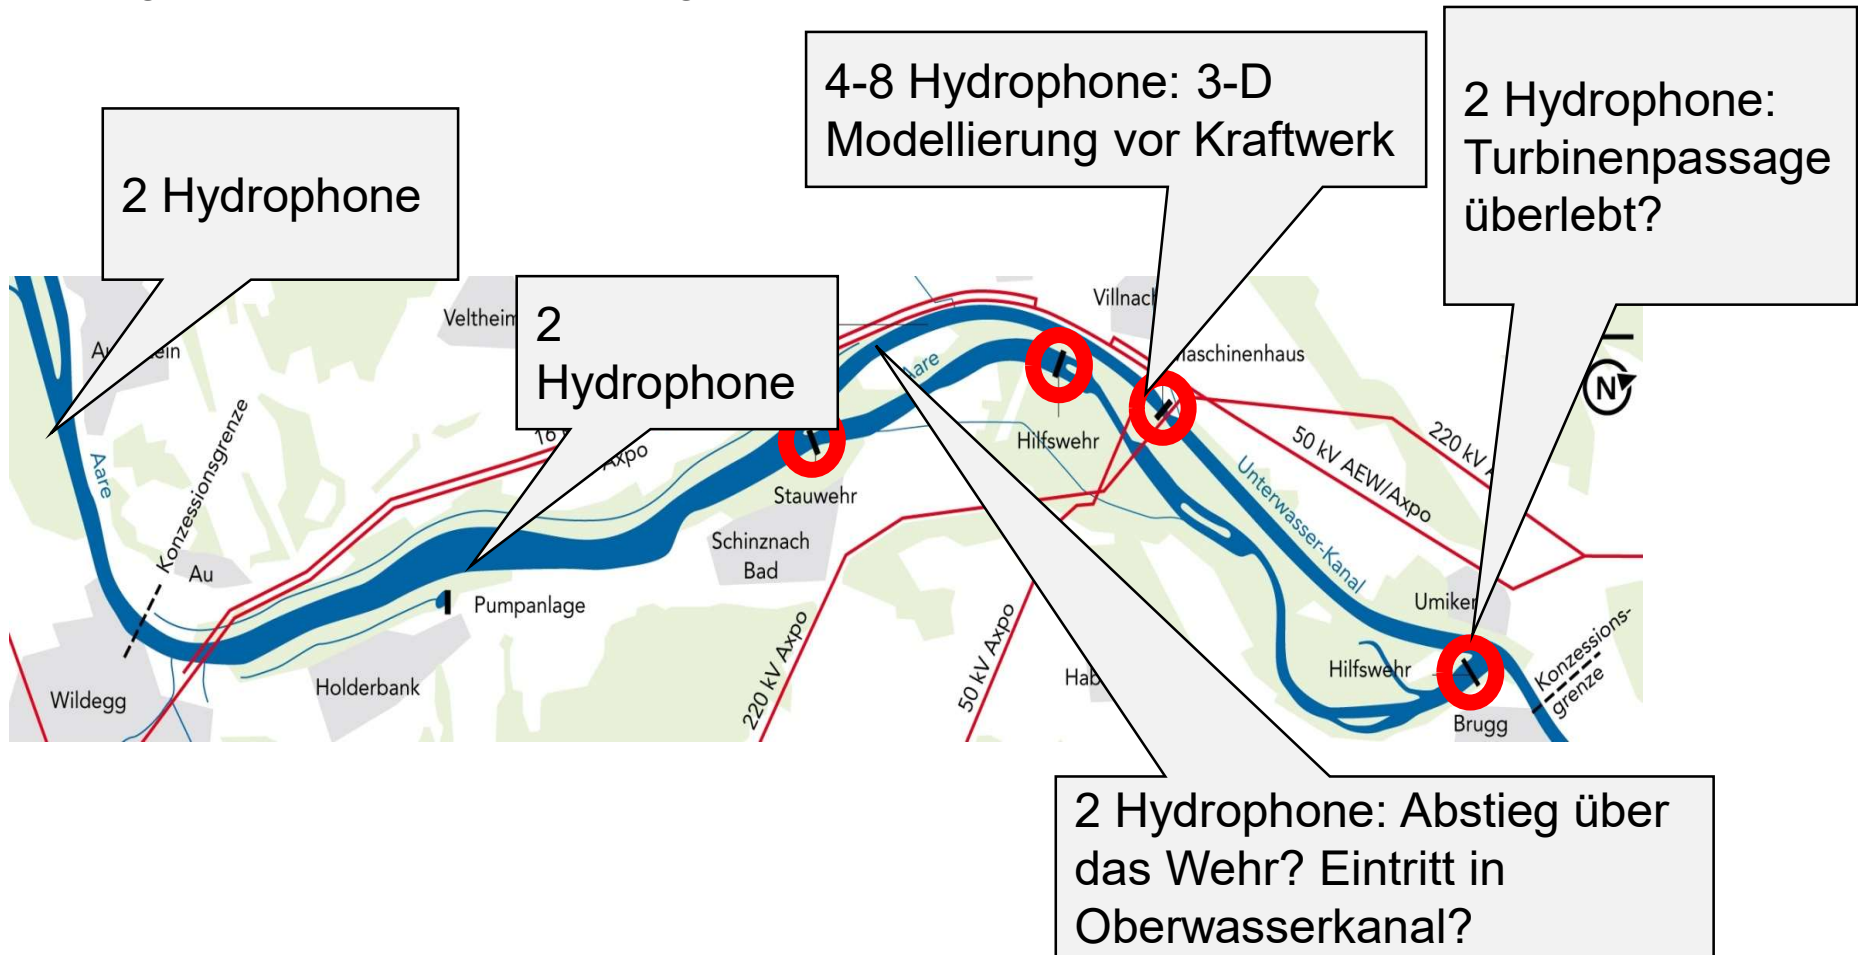 4-8 Hydrophone: 3-D
Modellierung vor Kraftwerk
2 Hydrophone:
Turbinenpassage
überlebt?
2 Hydrophone
2
Hydrophone
Veltheim
Aare
Maschinenhaus
N
Hilfswehr
50 kV AEW/Axpo
220 kV
Axpo
Stauwehr
Aare
Konzessionsgrenze
Unterwasser-Kanal
Schinznach
Bad
Au
Pumpanlage
Umiken
220 kV Axpo
50 kV Axpo
Konzessions-
grenze
Hilfswehr
Holderbank
Wildegg
Brugg
2 Hydrophone: Abstieg über
das Wehr? Eintritt in
Oberwasserkanal?